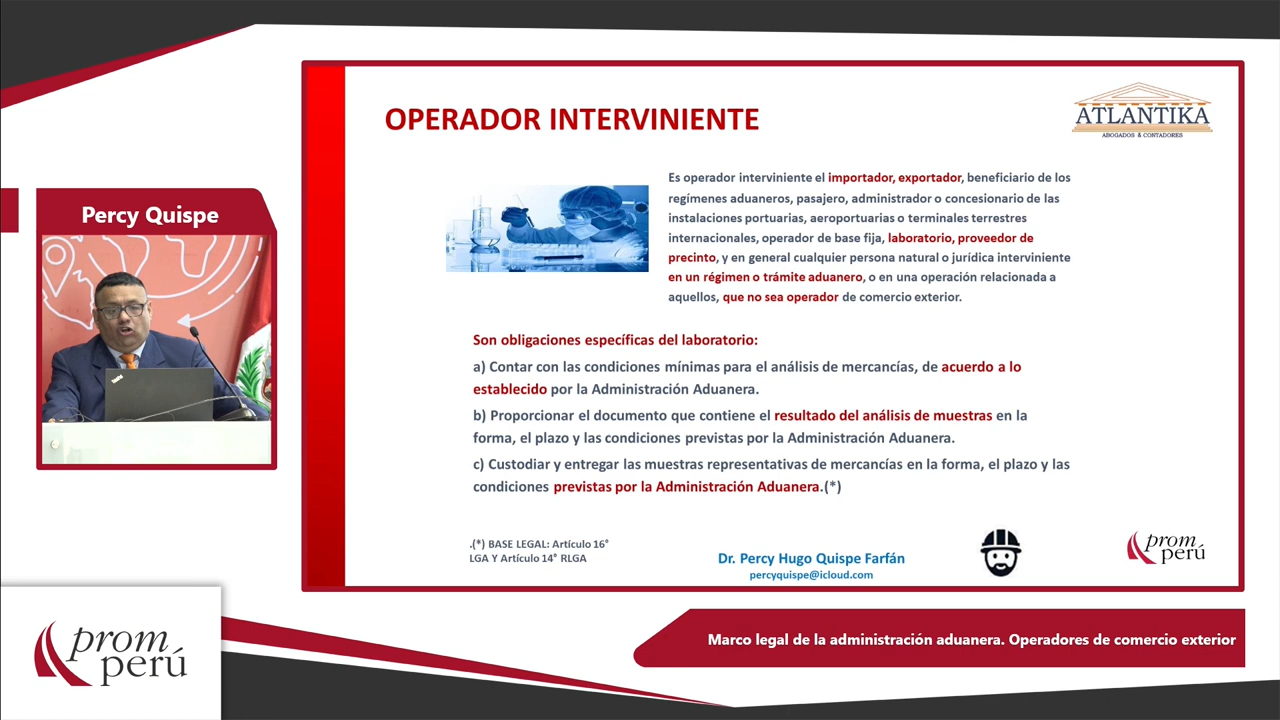 OPERADOR INTERVINIENTE
ATLANTIKA
ABOGADOS & CONTADORES
Percy Quispe
Es operador interviniente el importador, exportador, beneficiario de los
regímenes aduaneros, pasajero, administrador o concesionario de las
instalaciones portuarias, aeroportuarias o terminales terrestres
internacionales, operador de base fija, laboratorio, proveedor de
precinto, y en general cualquier persona natural o jurídica interviniente
en un régimen o trámite aduanero, o en una operación relacionada a
aquellos, que no sea operador de comercio exterior.
Son obligaciones específicas del laboratorio:
a) Contar con las condiciones mínimas para el análisis de mercancías, de acuerdo a lo
establecido por la Administración Aduanera.
b) Proporcionar el documento que contiene el resultado del análisis de muestras en la
forma, el plazo y las condiciones previstas por la Administración Aduanera.
c) Custodiar y entregar las muestras representativas de mercancías en la forma, el plazo y las
condiciones previstas por la Administración Aduanera.(*)
.(*) BASE LEGAL: Artículo 16°
LGA Y Artículo 14° RLGA
Dr. Percy Hugo Quispe Farfán
percyquispe@icloud.com
prom
perú
Marco legal de la administración aduanera. Operadores de comercio exterior
prom
perú